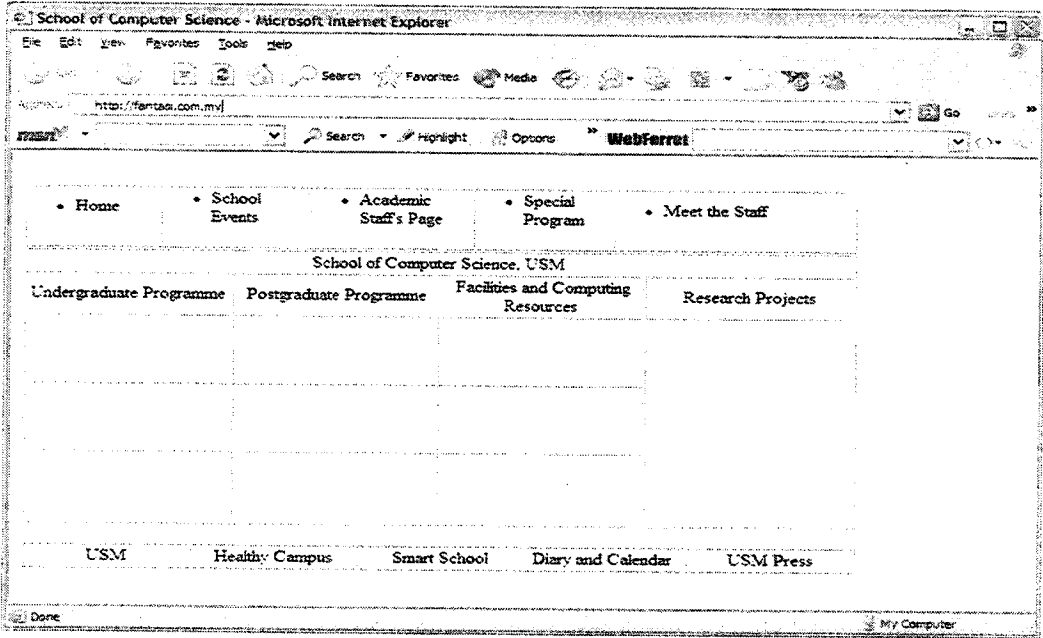 School of Computer Science - Microsoft Internet Explorer
File Edit View Favorites Tools Help
Search Favorites Media
http://fantasi.com.my
Go
msn Search Highlight Options WebFerret
• Home • School Events • Academic Staff's Page • Special Program • Meet the Staff
School of Computer Science, USM
Undergraduate Programme Postgraduate Programme Facilities and Computing Resources Research Projects
USM Healthy Campus Smart School Diary and Calendar USM Press
Done My Computer